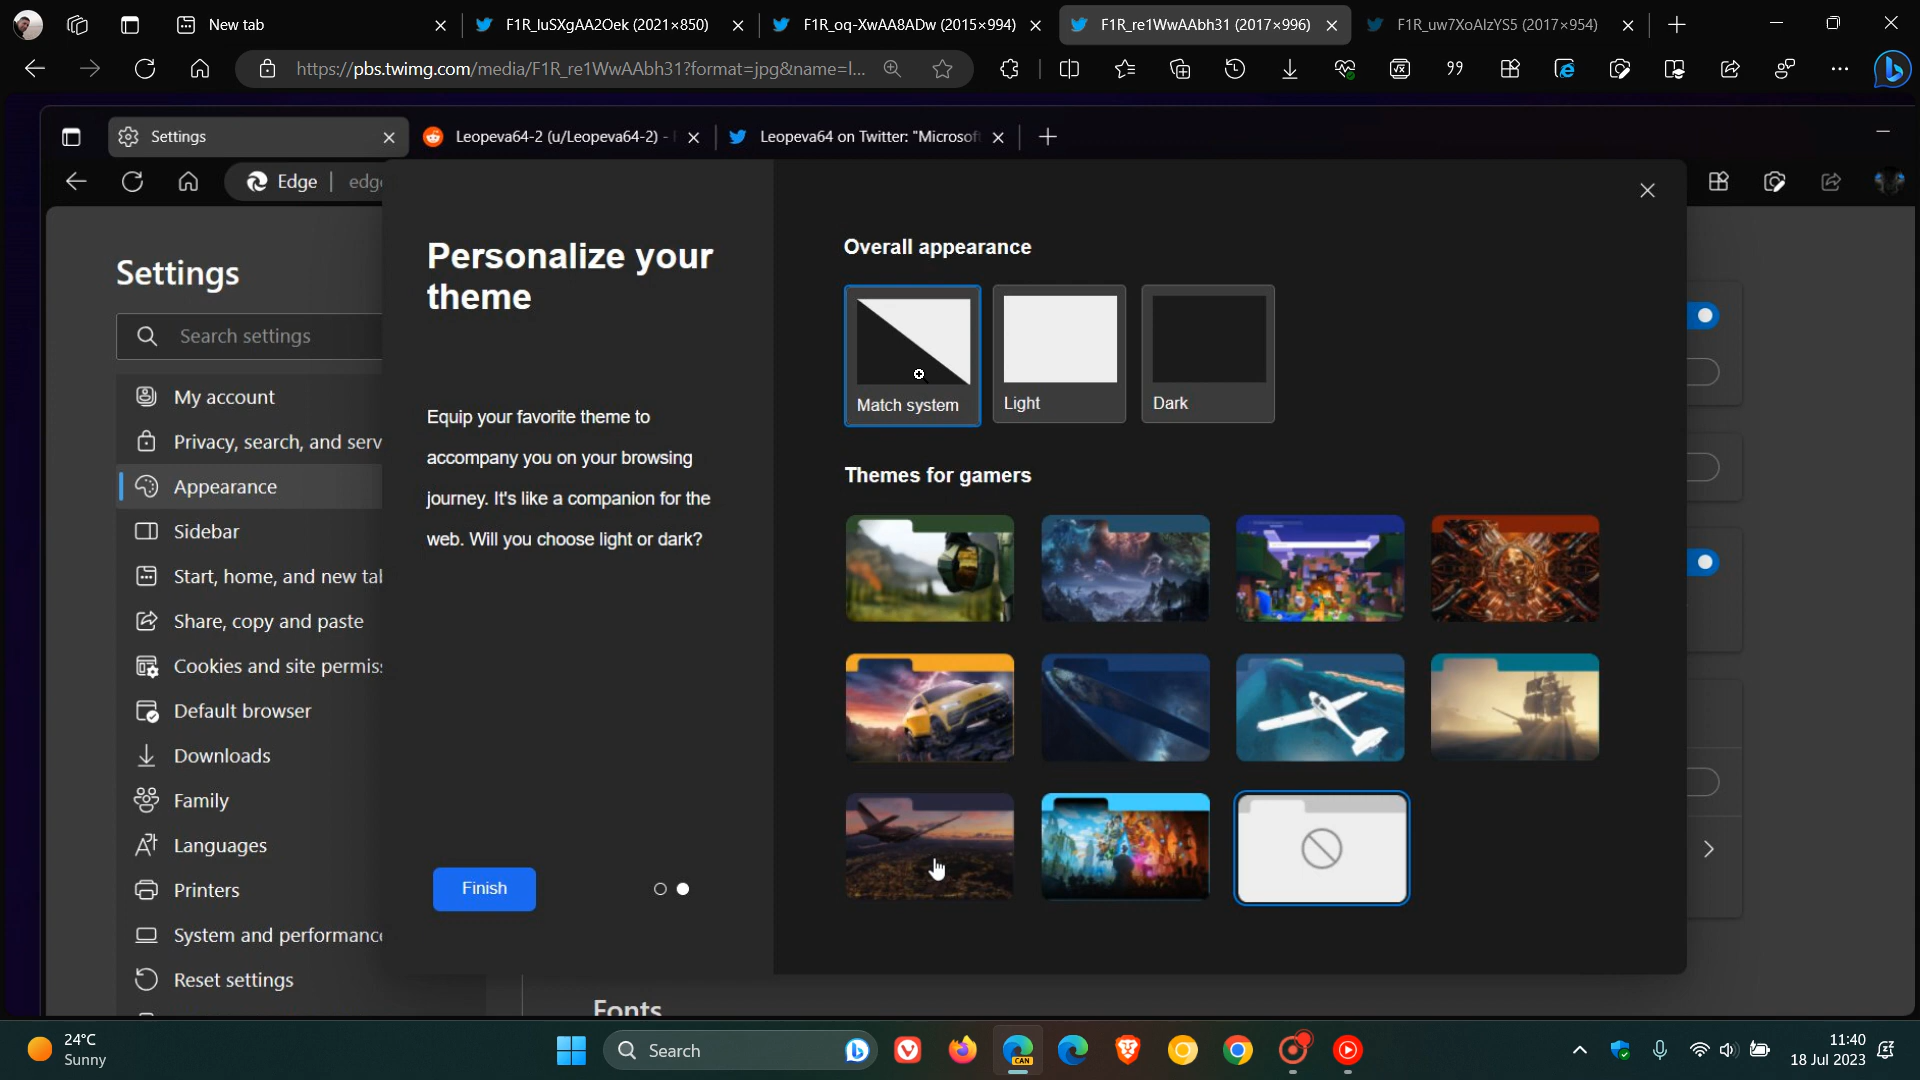 New tab
F1R_luSXgAA2Oek (2021×850)
F1R_oq-XwAA8ADw (2015×994)
F1R_re1WwAAbh31 (2017×996)
F1R_uw7XoAIzYS5 (2017×954)
https://pbs.twimg.com/media/F1R_re1WwAAbh31?format=jpg&name=l...
Settings
Leopeva64-2 (u/Leopeva64-2) -
Leopeva64 on Twitter: "Microsof
Edge
edge
Settings
Search settings
My account
Privacy, search, and serv
Appearance
Sidebar
Start, home, and new tal
Share, copy and paste
Cookies and site permis
Default browser
Downloads
Family
Languages
Printers
System and performanc
Reset settings
Personalize your
theme
Equip your favorite theme to
accompany you on your browsing
journey. It's like a companion for the
web. Will you choose light or dark?
Finish
Overall appearance
Match system
Light
Dark
Themes for gamers
Fonts
24°C
Sunny
Search
CAN
11:40
18 Jul 2023